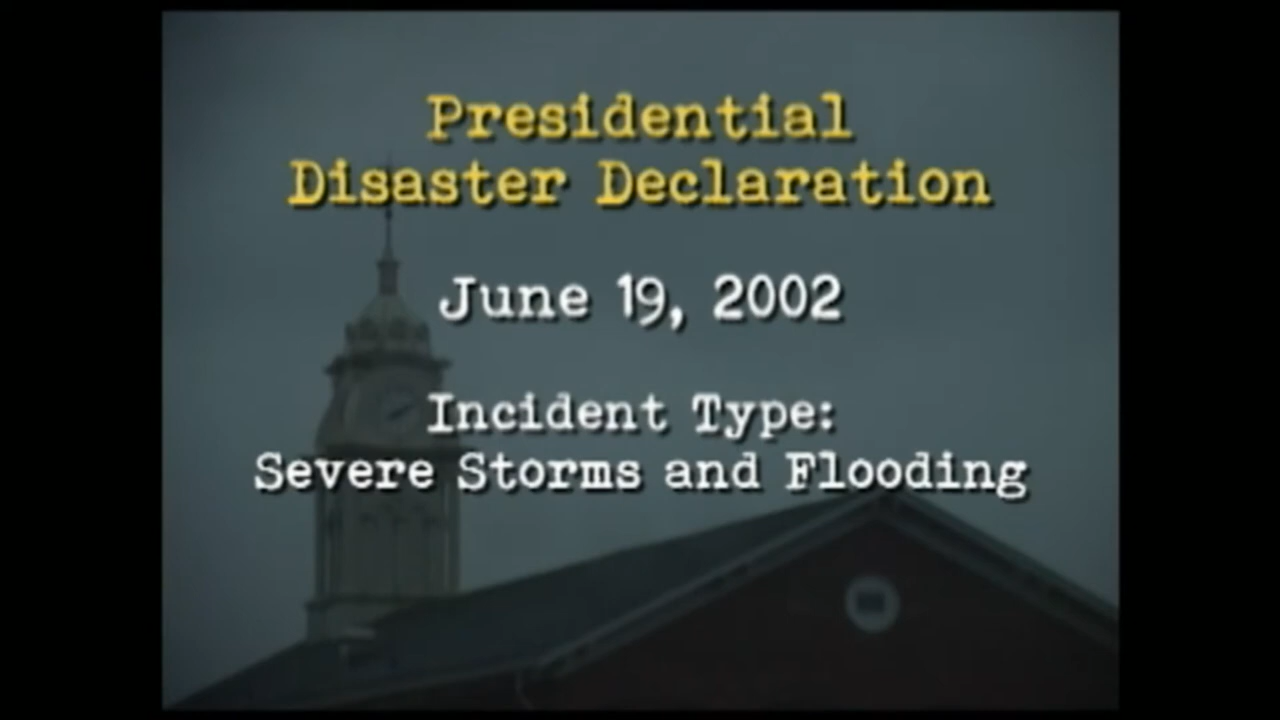 Presidential
Disaster Declaration
June 19, 2002
Incident Type:
Severe Storms and Flooding